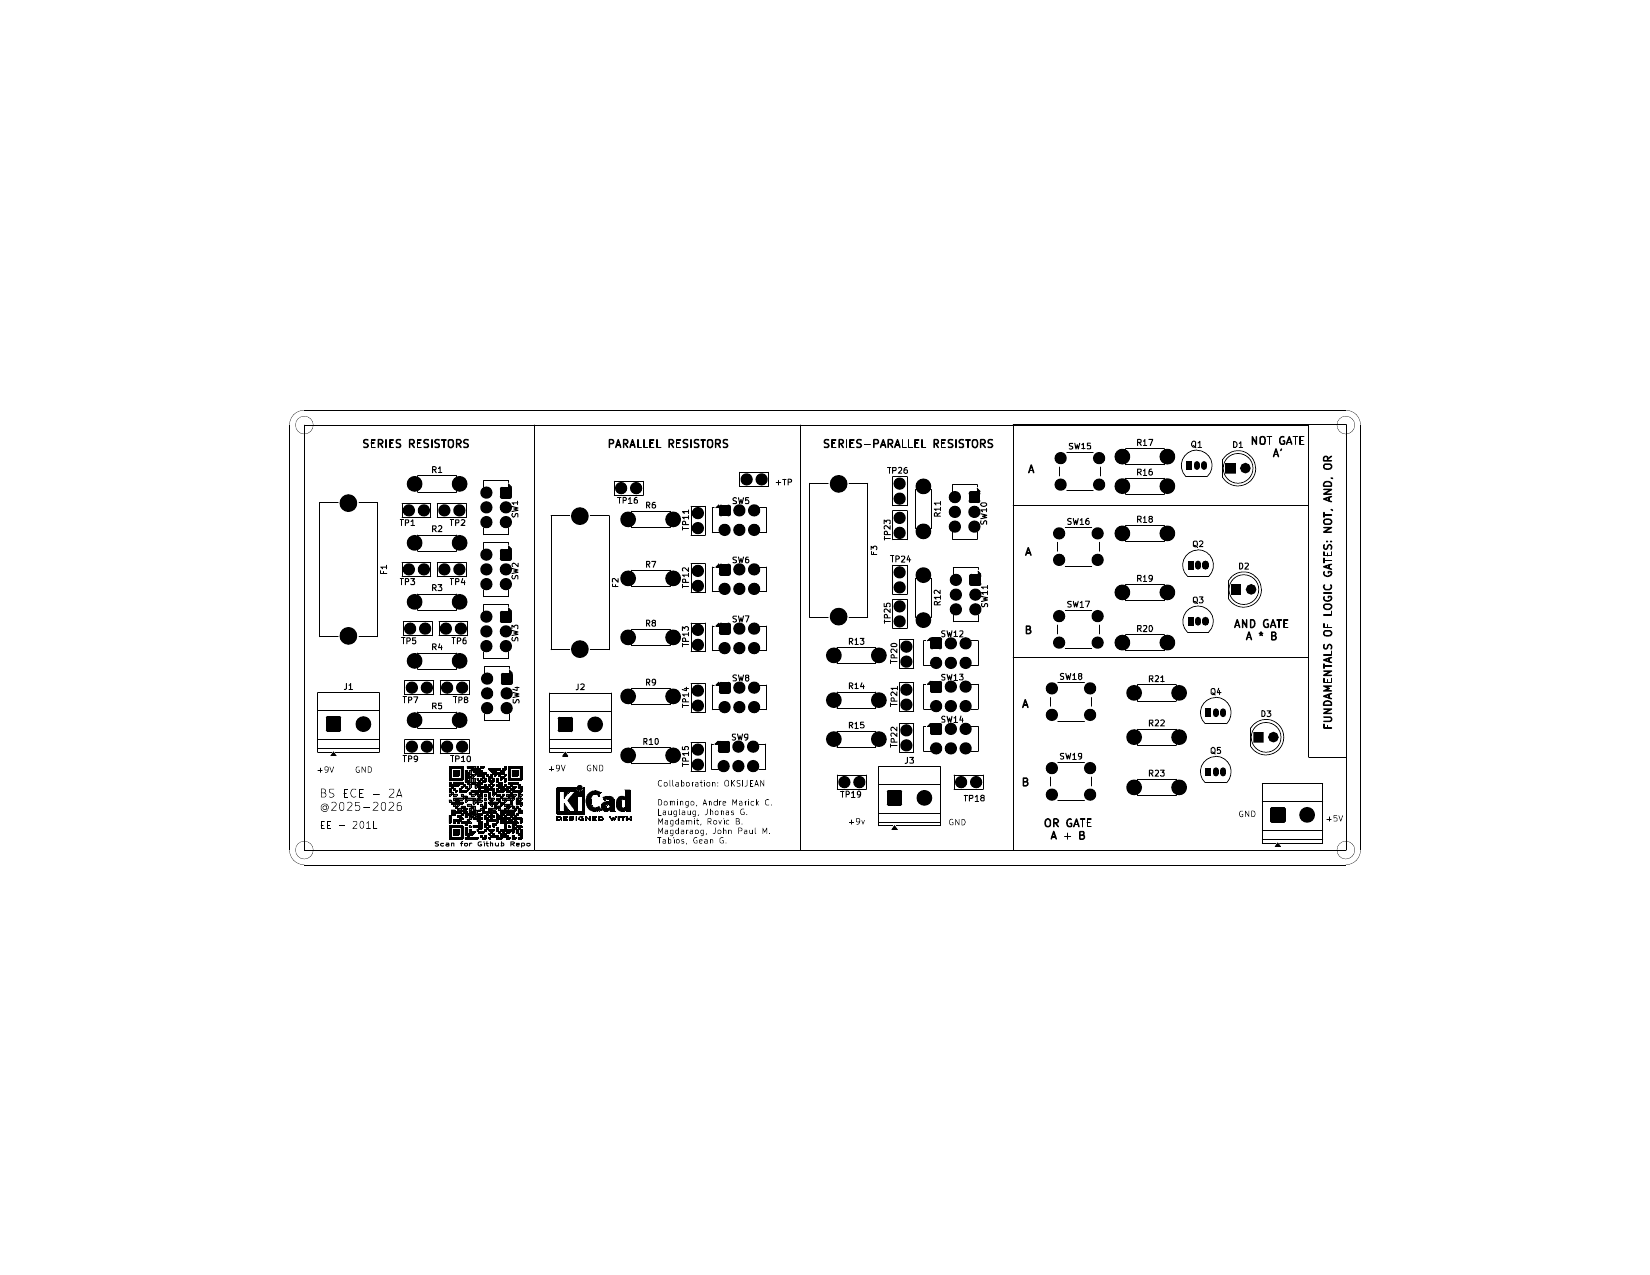 SERIES RESISTORS
R1
TP1 TP2
SW1
R2
TP3 TP4
SW2
F1
R3
TP5 TP6
SW3
R4
TP7 TP8
SW4
R5
TP9 TP10
J1
+9V GND
BS ECE - 2A
@2025-2026
EE - 201L
Scan for Github Repo
PARALLEL RESISTORS
TP16
+TP
R6
TP11
SW5
R7
TP12
SW6
F2
R8
TP13
SW7
R9
TP14
SW8
R10
TP15
SW9
J2
+9V GND
KiCad
DESIGNED WITH
Collaboration: OKSIJEAN
Domingo, Andre Marick C.
Lauglaug, Jhonas G.
Magdamit, Rovic B.
Magdaraog, John Paul M.
Tabios, Gean G.
SERIES-PARALLEL RESISTORS
TP26
R11
SW10
TP23
F3
TP24
R12
SW11
TP25
R13
TP20
SW12
R14
TP21
SW13
R15
TP22
SW14
J3
TP19 TP18
+9v GND
NOT GATE
A'
A
SW15
R17
R16
Q1
D1
A
SW16
R18
Q2
D2
R19
B
SW17
R20
Q3
AND GATE
A * B
A
SW18
R21
Q4
D3
R22
B
SW19
R23
Q5
OR GATE
A + B
GND +5V
FUNDAMENTALS OF LOGIC GATES: NOT, AND, OR